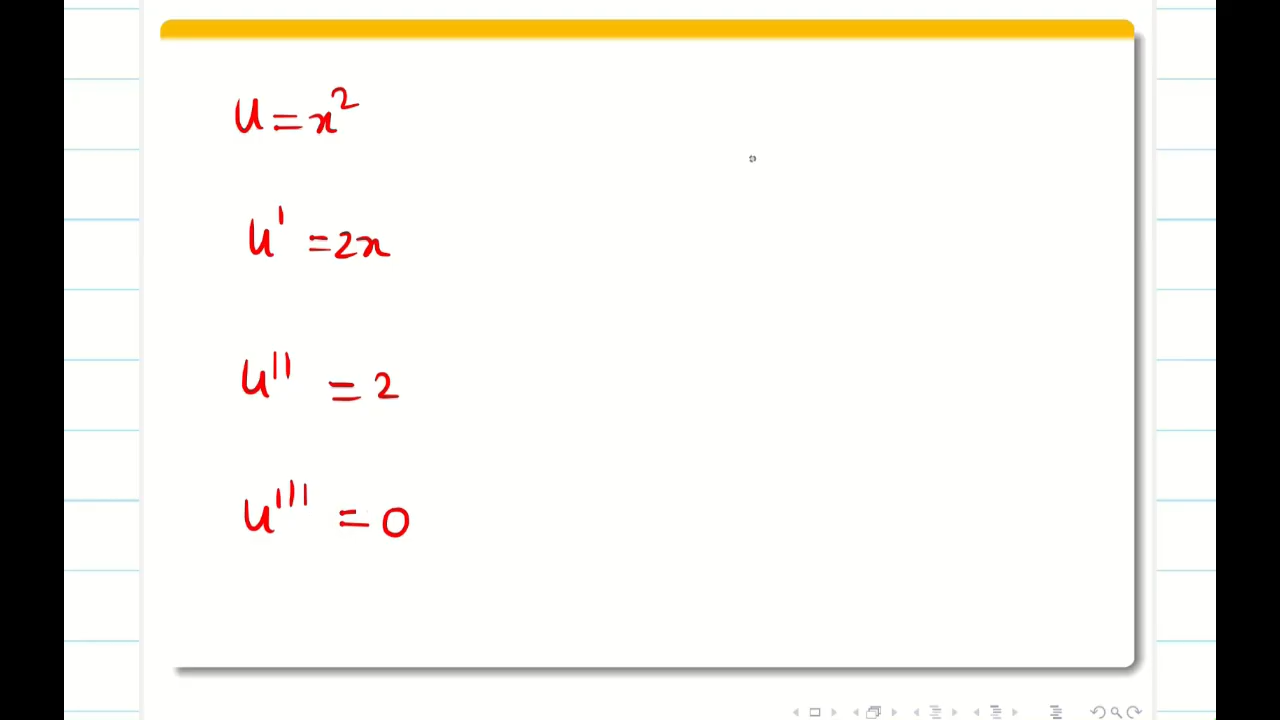 u = x²
u' = 2x
u'' = 2
u''' = 0